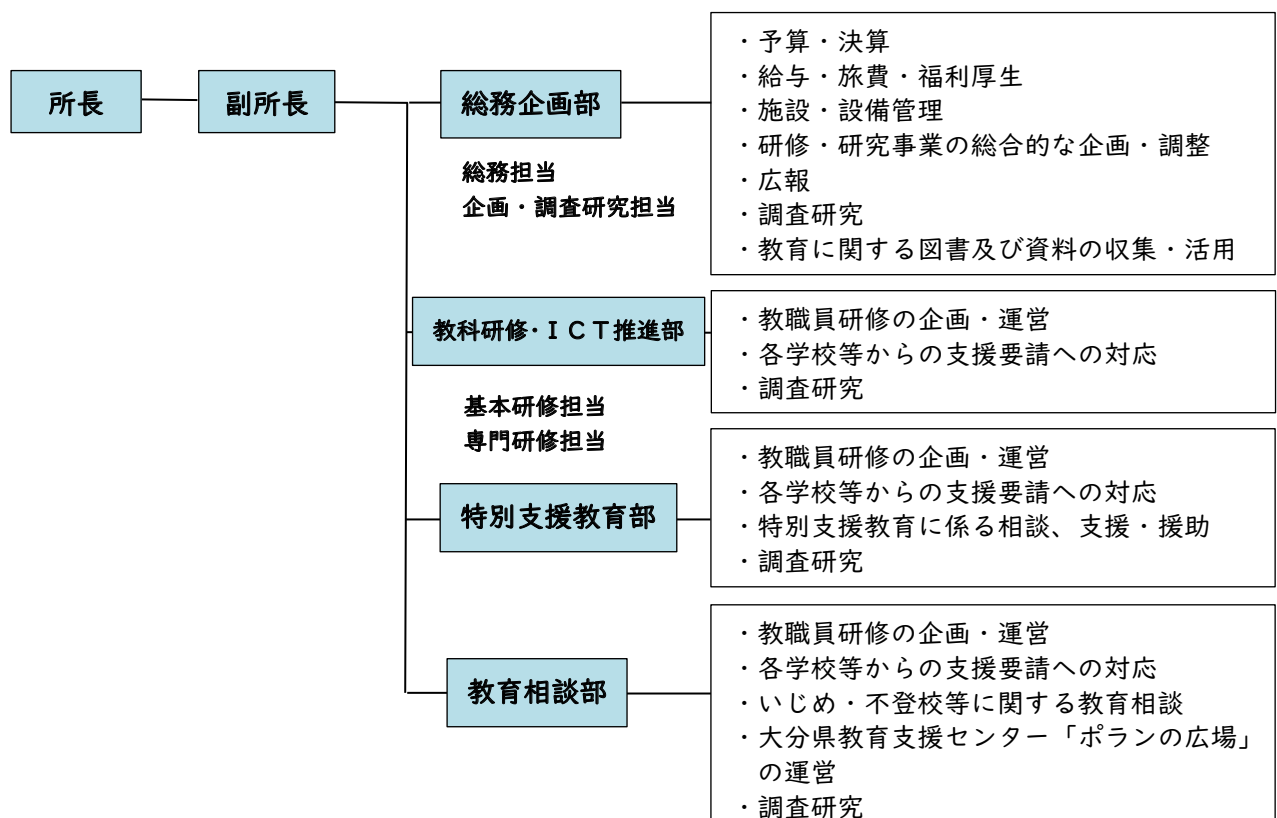 所長
副所長
総務企画部
総務担当
企画・調査研究担当
・予算・決算
・給与・旅費・福利厚生
・施設・設備管理
・研修・研究事業の総合的な企画・調整
・広報
・調査研究
・教育に関する図書及び資料の収集・活用
教科研修・ＩＣＴ推進部
基本研修担当
専門研修担当
・教職員研修の企画・運営
・各学校等からの支援要請への対応
・調査研究
特別支援教育部
・教職員研修の企画・運営
・各学校等からの支援要請への対応
・特別支援教育に係る相談、支援・援助
・調査研究
教育相談部
・教職員研修の企画・運営
・各学校等からの支援要請への対応
・いじめ・不登校等に関する教育相談
・大分県教育支援センター「ポランの広場」
の運営
・調査研究